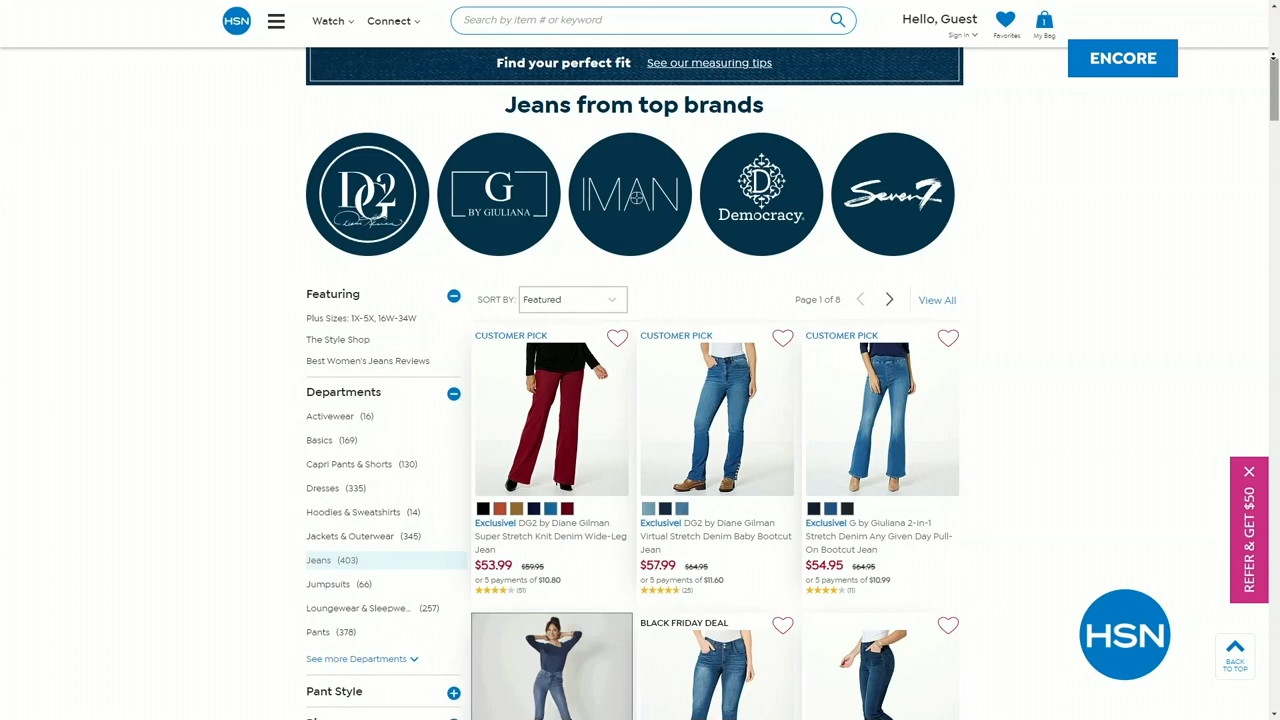 HSN
Watch
Connect
Search by item # or keyword
Hello, Guest
Sign In
Favorites
1
My Bag
ENCORE
Find your perfect fit
See our measuring tips
Jeans from top brands
DG2
G
BY GIULIANA
IMAN
D
Democracy
Seven7
Featuring
SORT BY:
Featured
Page 1 of 8
View All
Plus Sizes: 1X-5X, 16W-34W
The Style Shop
Best Women's Jeans Reviews
Departments
Activewear (16)
Basics (169)
Capri Pants & Shorts (130)
Dresses (335)
Hoodies & Sweatshirts (14)
Jackets & Outerwear (345)
Jeans (403)
Jumpsuits (66)
Loungewear & Sleepwe... (257)
Pants (378)
See more Departments
Pant Style
CUSTOMER PICK
Exclusive! DG2 by Diane Gilman
Super Stretch Knit Denim Wide-Leg
Jean
$53.99 $59.95
or 5 payments of $10.80
(51)
CUSTOMER PICK
Exclusive! DG2 by Diane Gilman
Virtual Stretch Denim Baby Bootcut
Jean
$57.99 $64.95
or 5 payments of $11.60
(25)
CUSTOMER PICK
Exclusive! G by Giuliana 2-in-1
Stretch Denim Any Given Day Pull-
On Bootcut Jean
$54.95 $64.95
or 5 payments of $10.99
(11)
BLACK FRIDAY DEAL
REFER & GET $50
HSN
BACK
TO TOP